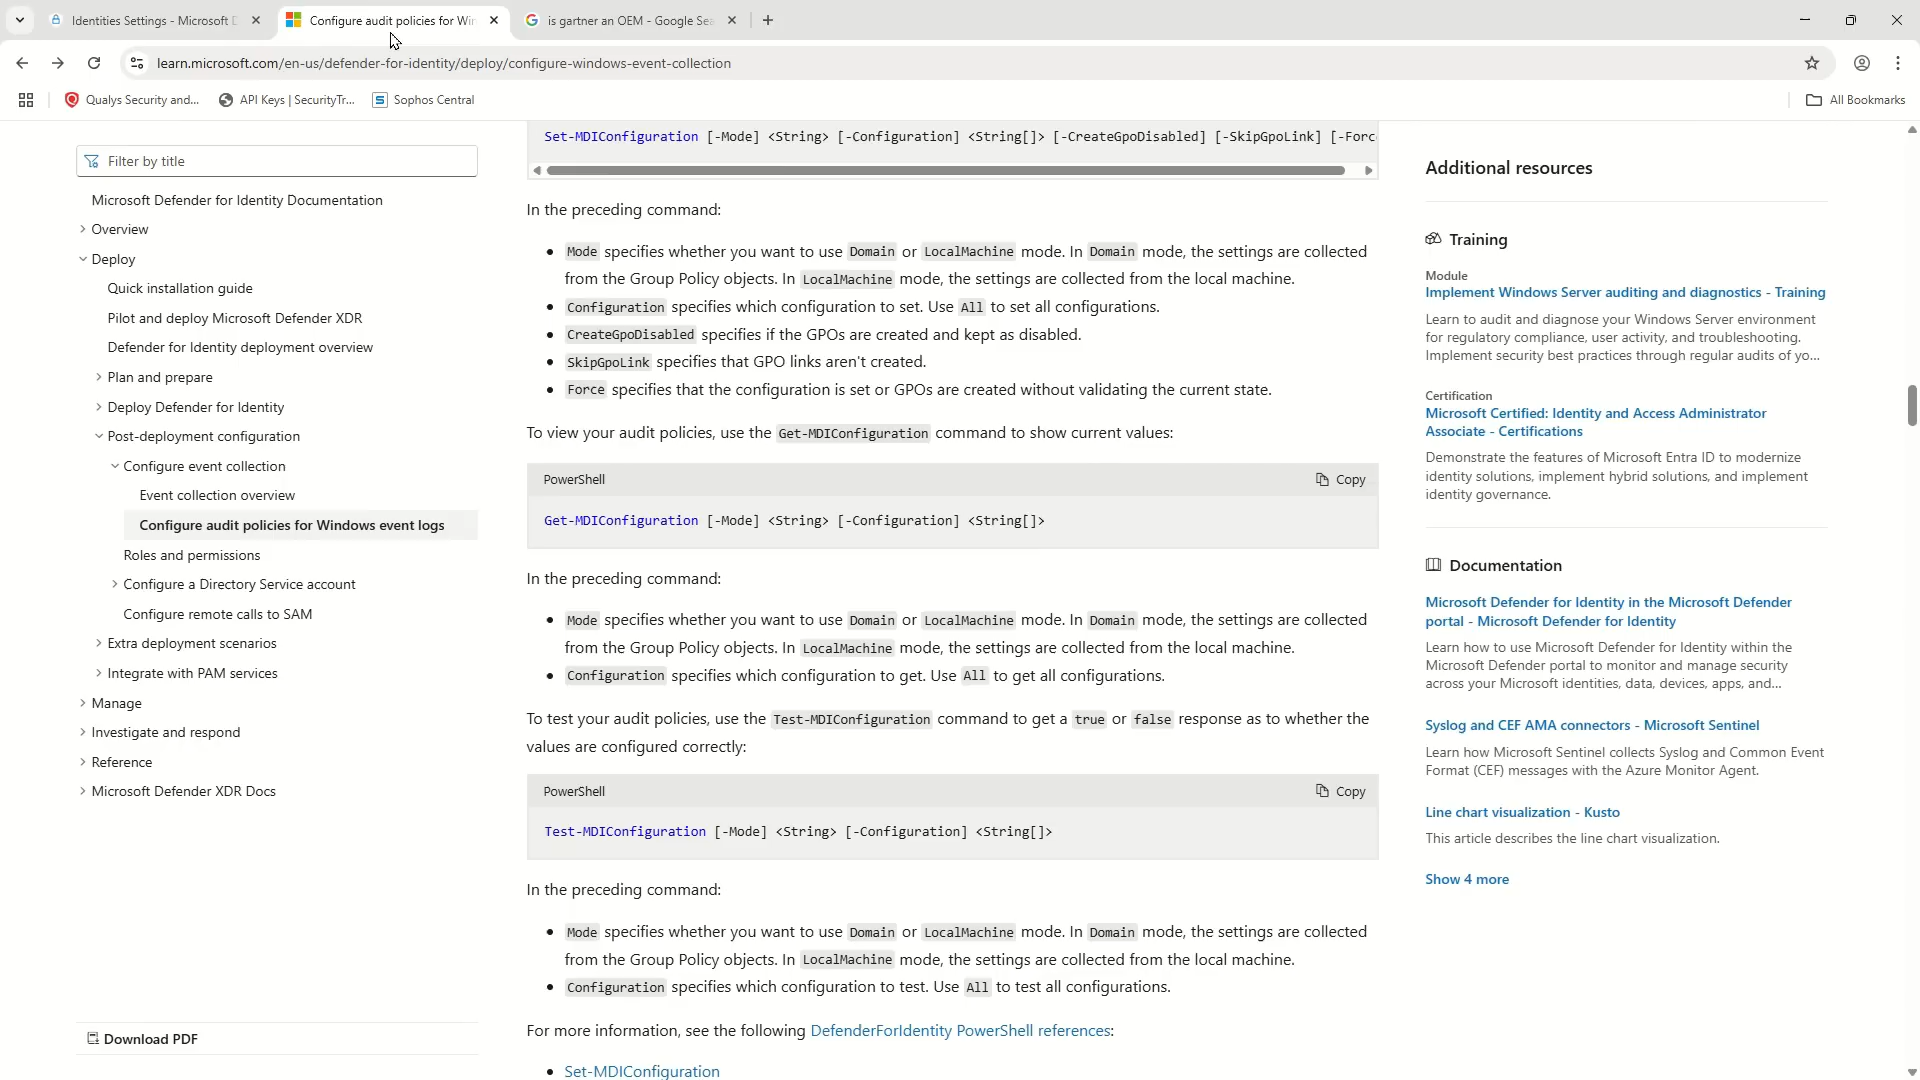 Identities Settings - Microsoft D
Configure audit policies for Win
is gartner an OEM - Google Sea
learn.microsoft.com/en-us/defender-for-identity/deploy/configure-windows-event-collection
Qualys Security and...
API Keys | SecurityTr...
Sophos Central
All Bookmarks
Filter by title
Microsoft Defender for Identity Documentation
Overview
Deploy
Quick installation guide
Pilot and deploy Microsoft Defender XDR
Defender for Identity deployment overview
Plan and prepare
Deploy Defender for Identity
Post-deployment configuration
Configure event collection
Event collection overview
Configure audit policies for Windows event logs
Roles and permissions
Configure a Directory Service account
Configure remote calls to SAM
Extra deployment scenarios
Integrate with PAM services
Manage
Investigate and respond
Reference
Microsoft Defender XDR Docs
Download PDF
Set-MDIConfiguration [-Mode] <String> [-Configuration] <String[]> [-CreateGpoDisabled] [-SkipGpoLink] [-Forc
In the preceding command:
Mode specifies whether you want to use Domain or LocalMachine mode. In Domain mode, the settings are collected
from the Group Policy objects. In LocalMachine mode, the settings are collected from the local machine.
Configuration specifies which configuration to set. Use All to set all configurations.
CreateGpoDisabled specifies if the GPOs are created and kept as disabled.
SkipGpoLink specifies that GPO links aren't created.
Force specifies that the configuration is set or GPOs are created without validating the current state.
To view your audit policies, use the Get-MDIConfiguration command to show current values:
PowerShell
Copy
Get-MDIConfiguration [-Mode] <String> [-Configuration] <String[]>
In the preceding command:
Mode specifies whether you want to use Domain or LocalMachine mode. In Domain mode, the settings are collected
from the Group Policy objects. In LocalMachine mode, the settings are collected from the local machine.
Configuration specifies which configuration to get. Use All to get all configurations.
To test your audit policies, use the Test-MDIConfiguration command to get a true or false response as to whether the
values are configured correctly:
PowerShell
Copy
Test-MDIConfiguration [-Mode] <String> [-Configuration] <String[]>
In the preceding command:
Mode specifies whether you want to use Domain or LocalMachine mode. In Domain mode, the settings are collected
from the Group Policy objects. In LocalMachine mode, the settings are collected from the local machine.
Configuration specifies which configuration to test. Use All to test all configurations.
For more information, see the following DefenderForIdentity PowerShell references:
Set-MDIConfiguration
Additional resources
Training
Module
Implement Windows Server auditing and diagnostics - Training
Learn to audit and diagnose your Windows Server environment
for regulatory compliance, user activity, and troubleshooting.
Implement security best practices through regular audits of yo...
Certification
Microsoft Certified: Identity and Access Administrator
Associate - Certifications
Demonstrate the features of Microsoft Entra ID to modernize
identity solutions, implement hybrid solutions, and implement
identity governance.
Documentation
Microsoft Defender for Identity in the Microsoft Defender
portal - Microsoft Defender for Identity
Learn how to use Microsoft Defender for Identity within the
Microsoft Defender portal to monitor and manage security
across your Microsoft identities, data, devices, apps, and...
Syslog and CEF AMA connectors - Microsoft Sentinel
Learn how Microsoft Sentinel collects Syslog and Common Event
Format (CEF) messages with the Azure Monitor Agent.
Line chart visualization - Kusto
This article describes the line chart visualization.
Show 4 more